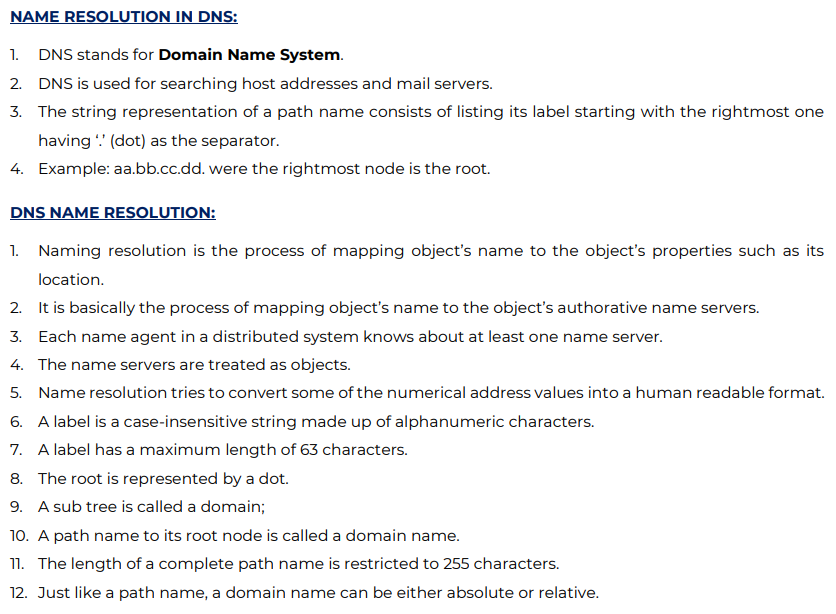 NAME RESOLUTION IN DNS:
1. DNS stands for Domain Name System.
2. DNS is used for searching host addresses and mail servers.
3. The string representation of a path name consists of listing its label starting with the rightmost one
having ‘.’ (dot) as the separator.
4. Example: aa.bb.cc.dd. were the rightmost node is the root.
DNS NAME RESOLUTION:
1. Naming resolution is the process of mapping object’s name to the object’s properties such as its
location.
2. It is basically the process of mapping object’s name to the object’s authorative name servers.
3. Each name agent in a distributed system knows about at least one name server.
4. The name servers are treated as objects.
5. Name resolution tries to convert some of the numerical address values into a human readable format.
6. A label is a case-insensitive string made up of alphanumeric characters.
7. A label has a maximum length of 63 characters.
8. The root is represented by a dot.
9. A sub tree is called a domain;
10. A path name to its root node is called a domain name.
11. The length of a complete path name is restricted to 255 characters.
12. Just like a path name, a domain name can be either absolute or relative.